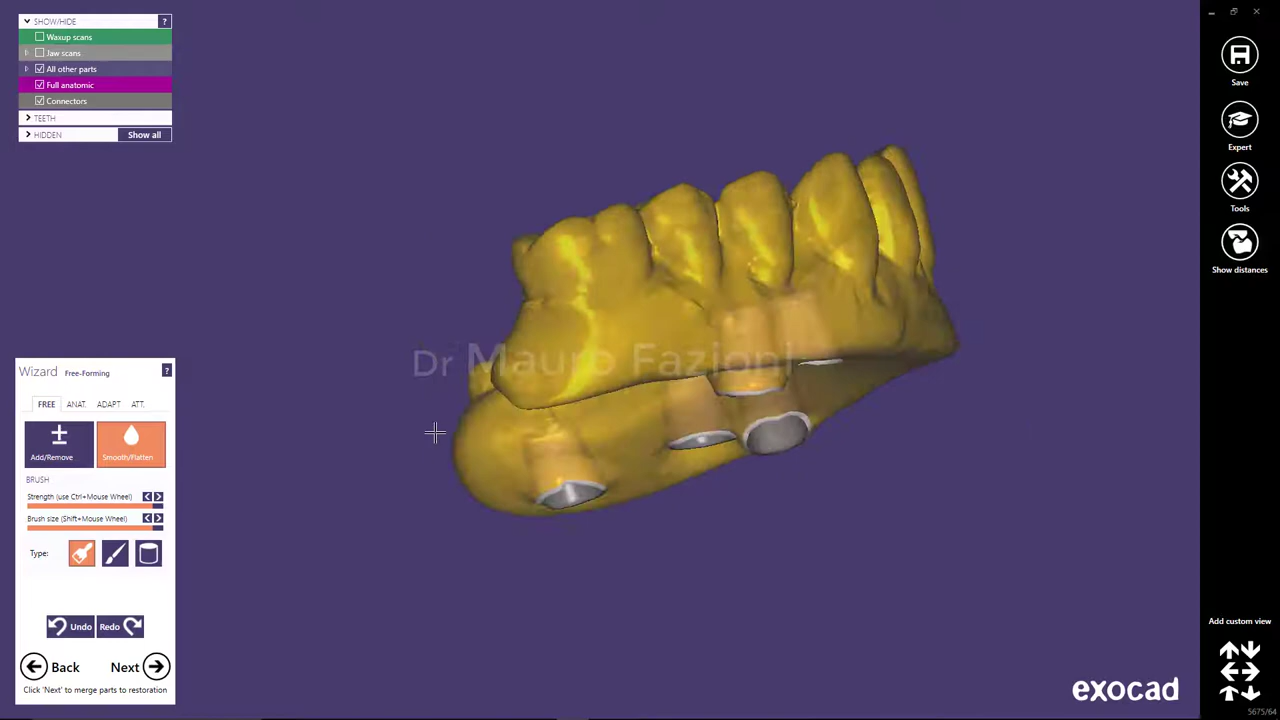 SHOW/HIDE ?
Waxup scans
Jaw scans
All other parts
Full anatomic
Connectors
TEETH
HIDDEN Show all
Save
Expert
Tools
Show distances
Dr Mauro Fazioni
Wizard Free-Forming ?
FREE ANAT. ADAPT ATT.
Add/Remove Smooth/Flatten
BRUSH
Strength (use Ctrl+Mouse Wheel)
Brush size (Shift+Mouse Wheel)
Type:
Undo Redo
Back Next
Click 'Next' to merge parts to restoration
Add custom view
exocad
5675/64